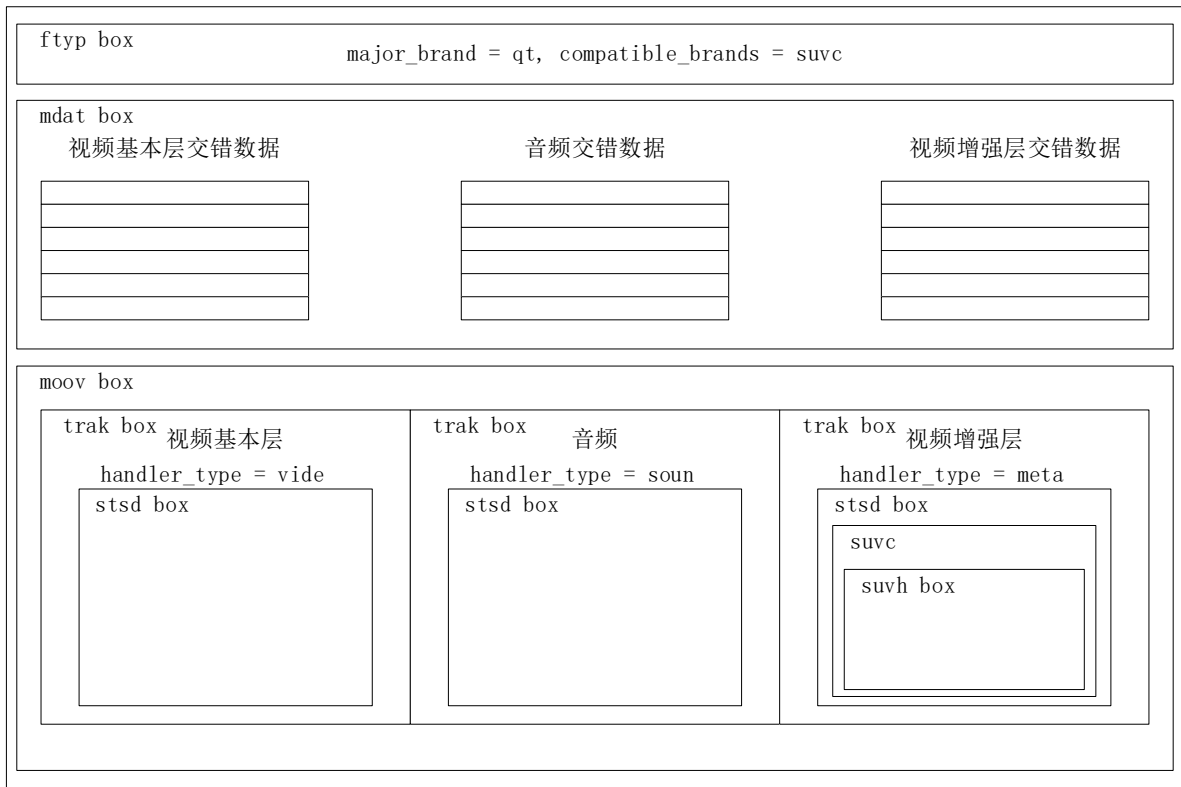 ftyp box
major_brand = qt, compatible_brands = suvc
mdat box
视频基本层交错数据
音频交错数据
视频增强层交错数据
moov box
trak box
视频基本层
handler_type = vide
stsd box
trak box
音频
handler_type = soun
stsd box
trak box
视频增强层
handler_type = meta
stsd box
suvc
suvh box